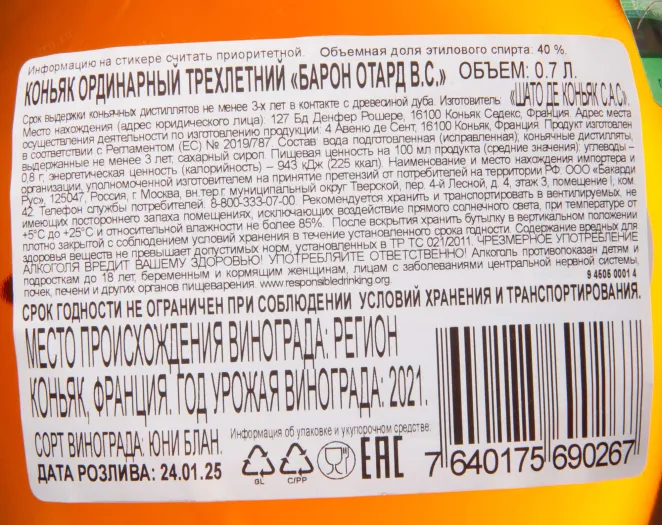 Информацию на стикере считать приоритетной. Объемная доля этилового спирта: 40 %.
КОНЬЯК ОРДИНАРНЫЙ ТРЕХЛЕТНИЙ «БАРОН ОТАРД В.С.» ОБЪЕМ: 0.7 Л.
Срок выдержки коньячных дистиллятов не менее 3-х лет в контакте с древесиной дуба. Изготовитель: «ШАТО ДЕ КОНЬЯК С.А.С».
Место нахождения (адрес юридического лица): 127 Бд Денфер Рошере, 16100 Коньяк Седекс, Франция. Адрес места
осуществления деятельности по изготовлению продукции: 4 Авеню де Сент, 16100 Коньяк, Франция. Продукт изготовлен
в соответствии с Регламентом (ЕС) № 2019/787. Состав вода подготовленная (исправленная), коньячные дистилляты,
выдержанные не менее 3 лет, сахарный сироп. Пищевая ценность на 100 мл продукта (средние значения): углеводы –
0,8 г, энергетическая ценность (калорийность) – 943 кДж (225 ккал). Наименование и место нахождения импортера и
организации, уполномоченной изготовителем на принятие претензий от потребителей на территории РФ: ООО «Бакарди
Рус», 125047, Россия, г. Москва, вн.тер.г. муниципальный округ Тверской, пер. 4-й Лесной, д. 4, этаж 3, помещение I, ком.
42. Телефон службы потребителей: 8-800-333-07-00. Рекомендуется хранить и транспортировать в вентилируемых, не
имеющих постороннего запаха помещениях, исключающих воздействие прямого солнечного света, при температуре от
+5°С до +25°С и относительной влажности не более 85%. После вскрытия хранить бутылку в вертикальном положении
плотно закрытой с соблюдением условий хранения в течение установленного срока годности. Содержание вредных для
здоровья веществ не превышает допустимых норм, установленных в ТР ТС 021/2011. ЧРЕЗМЕРНОЕ УПОТРЕБЛЕНИЕ
АЛКОГОЛЯ ВРЕДИТ ВАШЕМУ ЗДОРОВЬЮ! УПОТРЕБЛЯЙТЕ ОТВЕТСТВЕННО! Алкоголь противопоказан детям и
подросткам до 18 лет, беременным и кормящим женщинам, лицам с заболеваниями центральной нервной системы,
почек, печени и других органов пищеварения. www.responsibledrinking.org.
9 4506 0001 4
СРОК ГОДНОСТИ НЕ ОГРАНИЧЕН ПРИ СОБЛЮДЕНИИ УСЛОВИЙ ХРАНЕНИЯ И ТРАНСПОРТИРОВАНИЯ.
МЕСТО ПРОИСХОЖДЕНИЯ ВИНОГРАДА: РЕГИОН
КОНЬЯК, ФРАНЦИЯ. ГОД УРОЖАЯ ВИНОГРАДА: 2021.
СОРТ ВИНОГРАДА: ЮНИ БЛАН.
ДАТА РОЗЛИВА: 24.01.25
Информация об упаковке и укупорочном средстве:
GL C/PP EAC
7 640175 690267